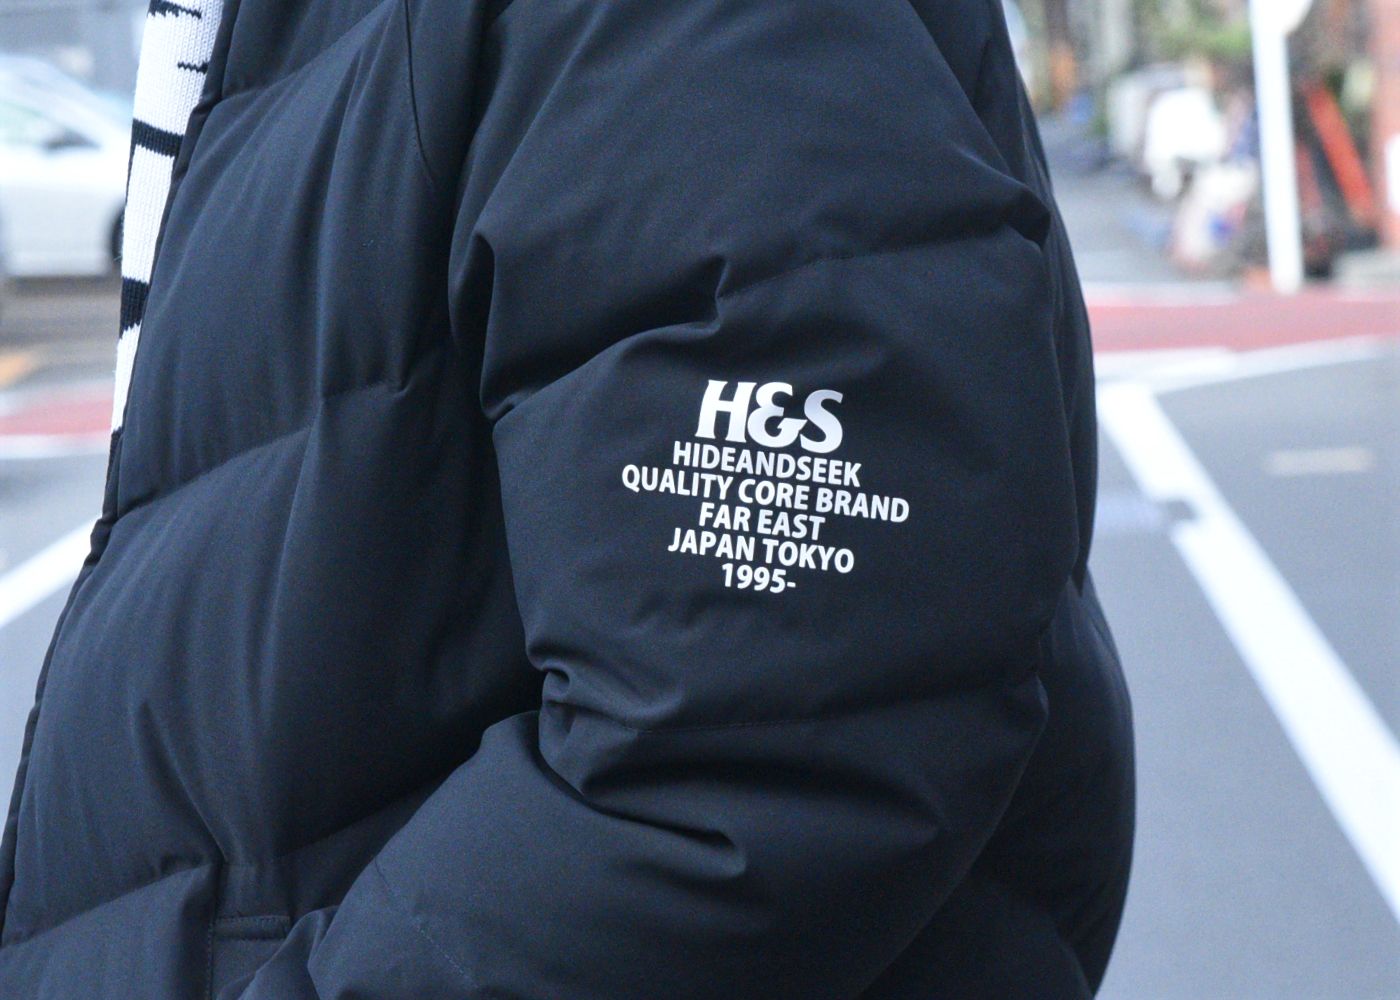 H&S
HIDEANDSEEK
QUALITY CORE BRAND
FAR EAST
JAPAN TOKYO
1995-